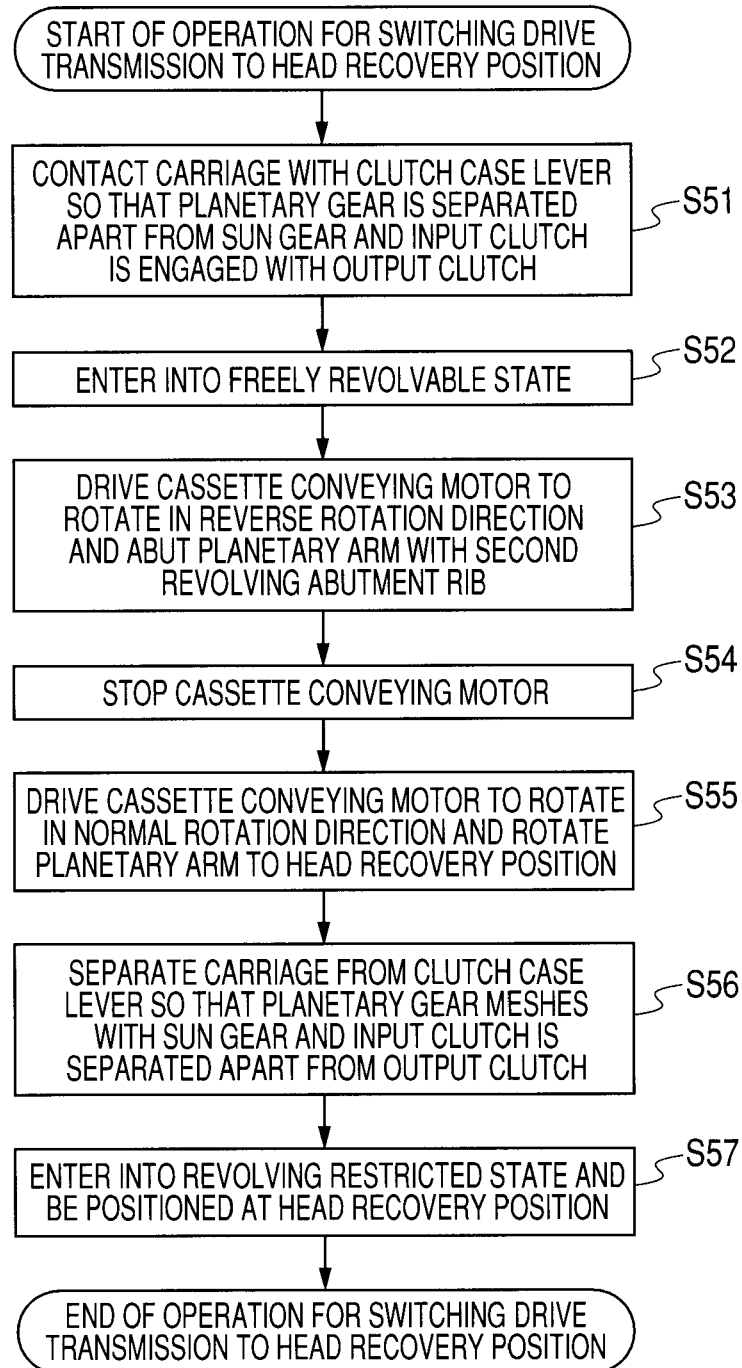 START OF OPERATION FOR SWITCHING DRIVE
TRANSMISSION TO HEAD RECOVERY POSITION
CONTACT CARRIAGE WITH CLUTCH CASE LEVER
SO THAT PLANETARY GEAR IS SEPARATED
APART FROM SUN GEAR AND INPUT CLUTCH
IS ENGAGED WITH OUTPUT CLUTCH
S51
ENTER INTO FREELY REVOLVABLE STATE
S52
DRIVE CASSETTE CONVEYING MOTOR TO
ROTATE IN REVERSE ROTATION DIRECTION
AND ABUT PLANETARY ARM WITH SECOND
REVOLVING ABUTMENT RIB
S53
STOP CASSETTE CONVEYING MOTOR
S54
DRIVE CASSETTE CONVEYING MOTOR TO ROTATE
IN NORMAL ROTATION DIRECTION AND ROTATE
PLANETARY ARM TO HEAD RECOVERY POSITION
S55
SEPARATE CARRIAGE FROM CLUTCH CASE
LEVER SO THAT PLANETARY GEAR MESHES
WITH SUN GEAR AND INPUT CLUTCH IS
SEPARATED APART FROM OUTPUT CLUTCH
S56
ENTER INTO REVOLVING RESTRICTED STATE AND
BE POSITIONED AT HEAD RECOVERY POSITION
S57
END OF OPERATION FOR SWITCHING DRIVE
TRANSMISSION TO HEAD RECOVERY POSITION